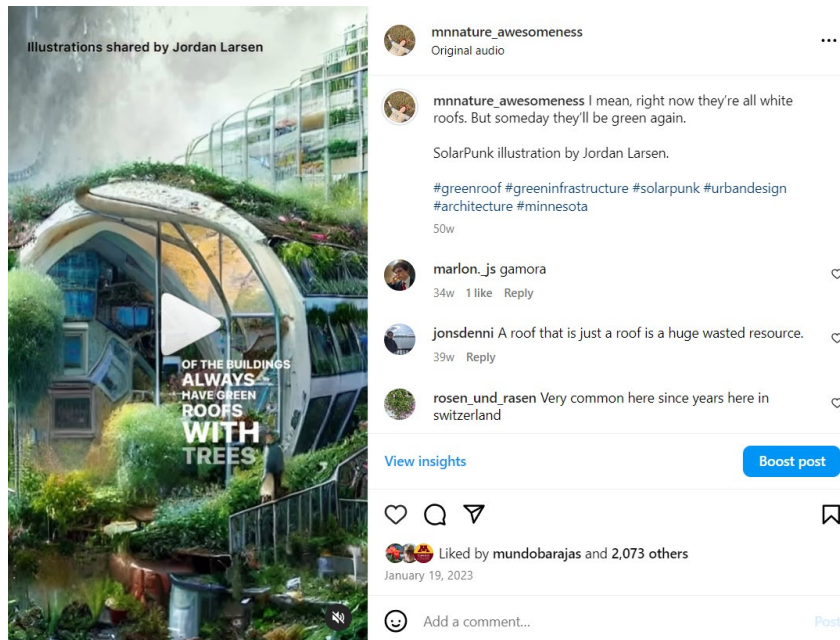 Illustrations shared by Jordan Larsen
OF THE BUILDINGS
ALWAYS
HAVE GREEN
ROOFS
WITH
TREES
mnnature_awesomeness
Original audio
mnnature_awesomeness I mean, right now they're all white
roofs. But someday they'll be green again.
SolarPunk illustration by Jordan Larsen.
#greenroof #greeninfrastructure #solarpunk #urbandesign
#architecture #minnesota
50w
marlon._js gamora
34w 1 like Reply
jonsdenni A roof that is just a roof is a huge wasted resource.
39w Reply
rosen_und_rasen Very common here since years here in
switzerland
View insights
Boost post
Liked by mundobarajas and 2,073 others
January 19, 2023
Add a comment...
Post